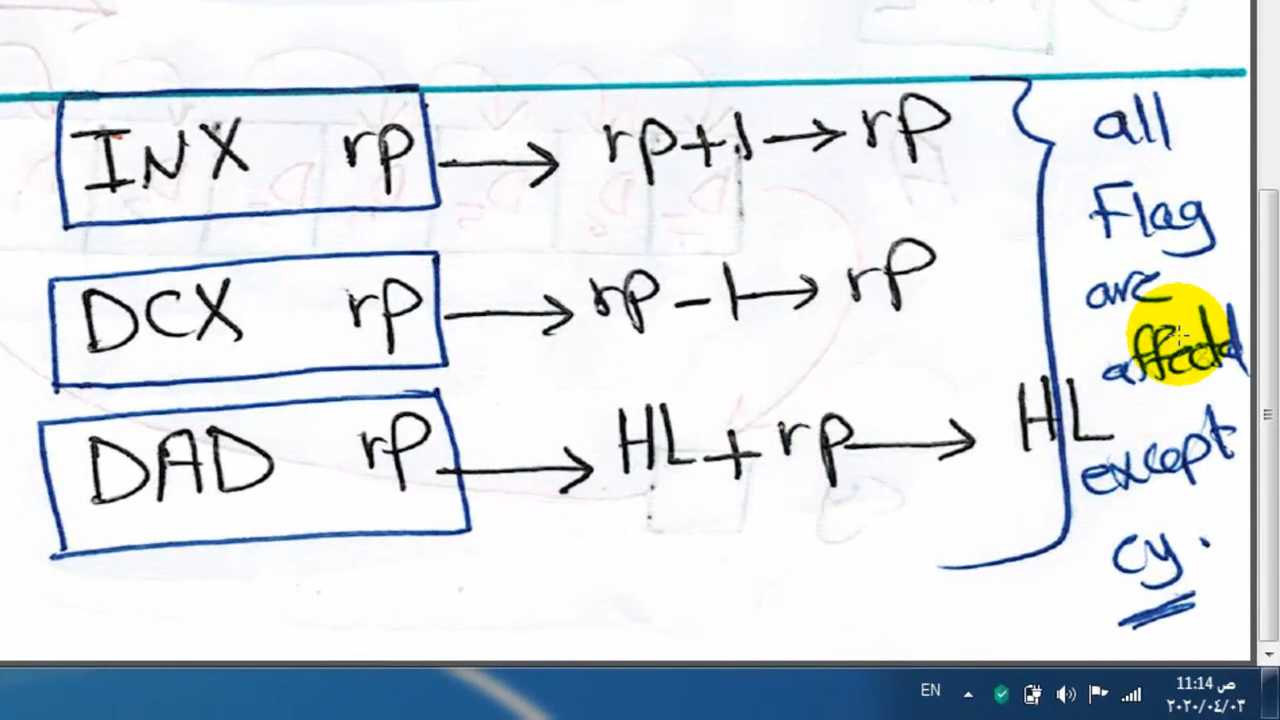 INX rp → rp+1 → rp
DCX rp → rp-1 → rp
DAD rp → HL+rp → HL
all
Flag
are
affected
except
cy.
EN
11:14 ص
٢٠٢٠/٠٤/٠٣